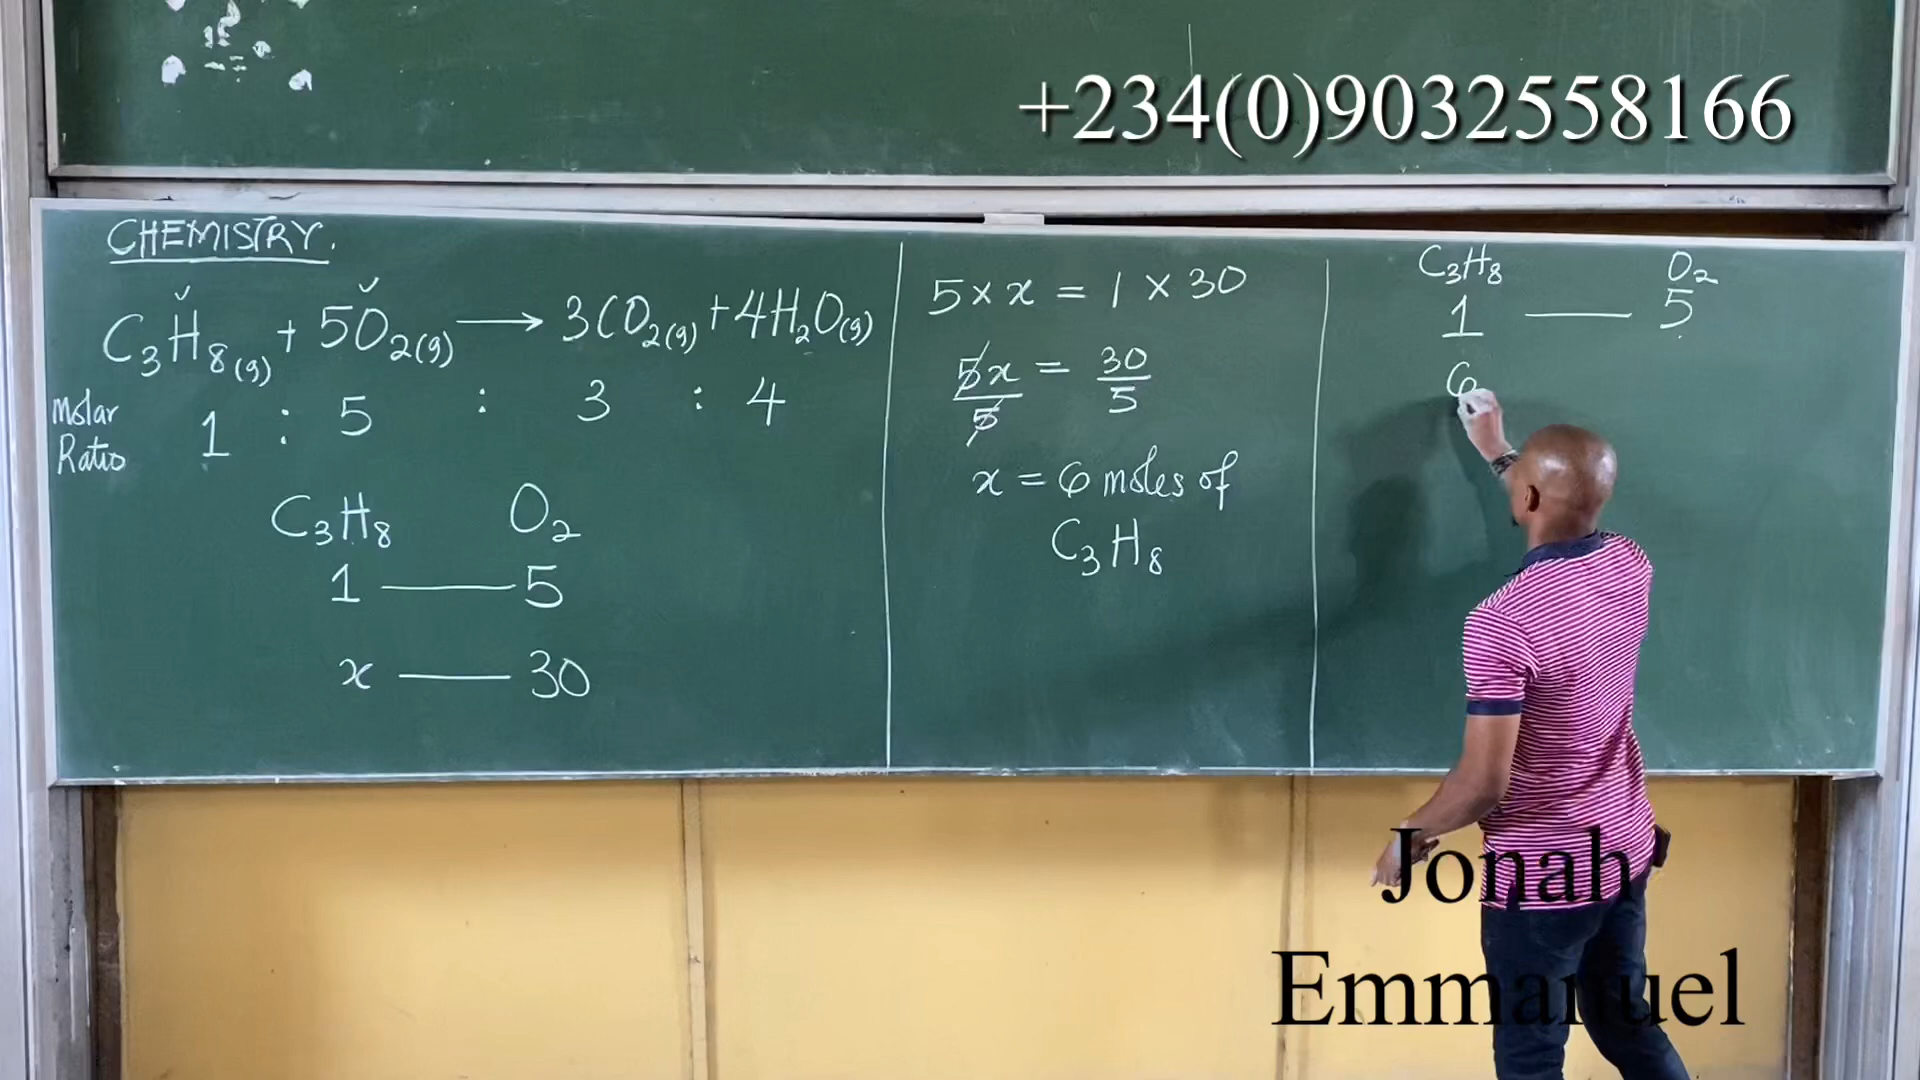 +234(0)9032558166
CHEMISTRY.
C₃H₈(g) + 5O₂(g) ⟶ 3CO₂(g) + 4H₂O(g)
Molar Ratio 1 : 5 : 3 : 4
C₃H₈ O₂
1 —— 5
x —— 30
5 × x = 1 × 30
5x/5 = 30/5
x = 6 moles of
C₃H₈
C₃H₈ O₂
1 —— 5
6
Jonah
Emmanuel